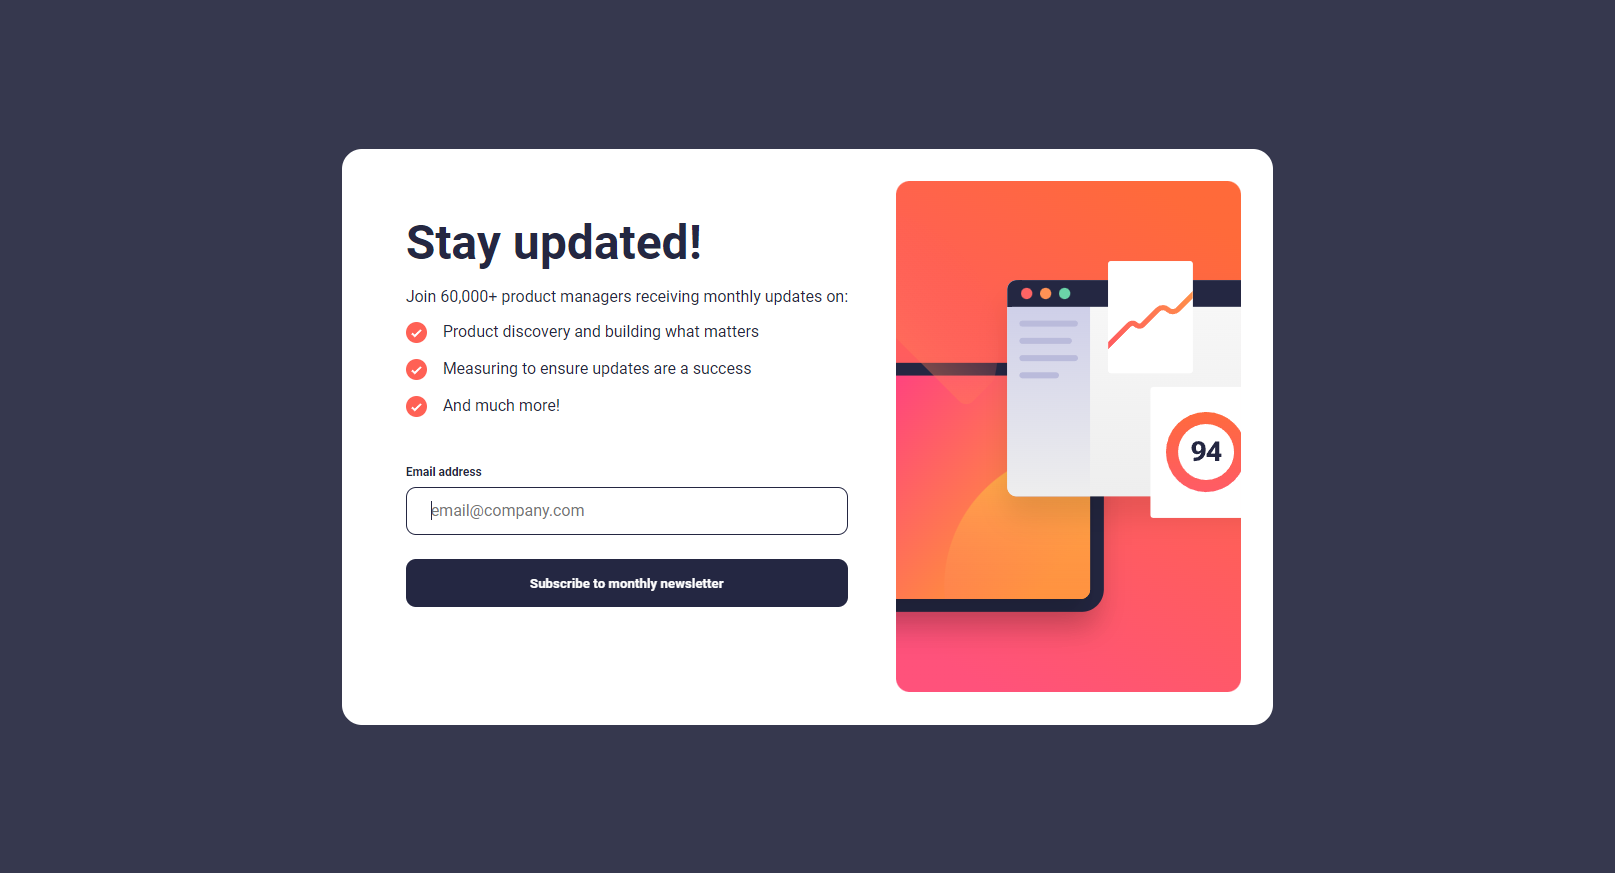 Stay updated!
Join 60,000+ product managers receiving monthly updates on:
Product discovery and building what matters
Measuring to ensure updates are a success
And much more!
Email address
email@company.com
Subscribe to monthly newsletter
94